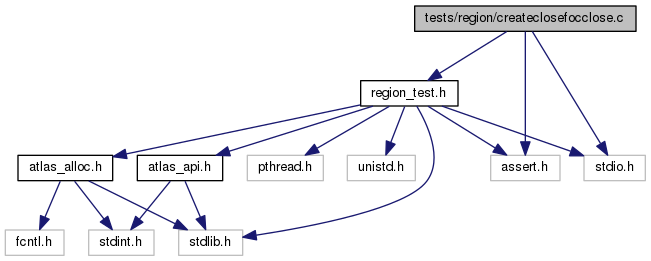 tests/region/createclosefocclose.c
region_test.h
atlas_alloc.h
atlas_api.h
pthread.h
unistd.h
assert.h
stdio.h
fcntl.h
stdint.h
stdlib.h